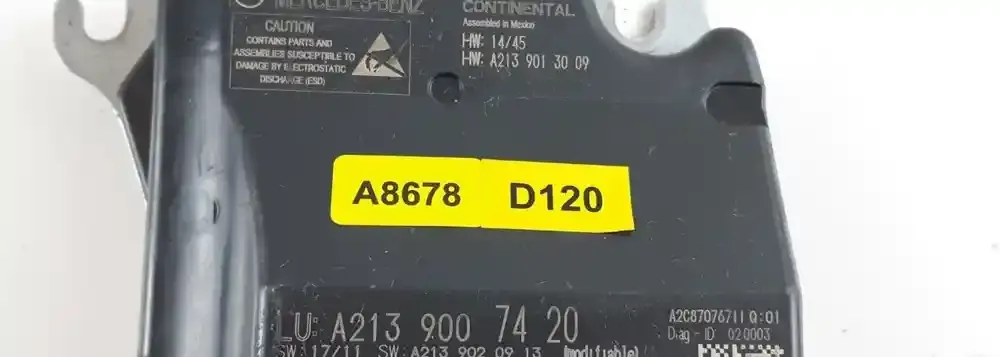 MERCEDES-BENZ
CAUTION
CONTAINS PARTS AND
ASSEMBLIES SUSCEPTIBLE TO
DAMAGE BY ELECTROSTATIC
DISCHARGE (ESD)
CONTINENTAL
Assembled in Mexico
HW: 14/45
HW: A213 901 30 09
A8678 D120
LU: A213 900 74 20
SW: 17/11 SW: A213 902 09 13 (modifiable)
A2C87076711 Q:01
Diag - ID: 020003